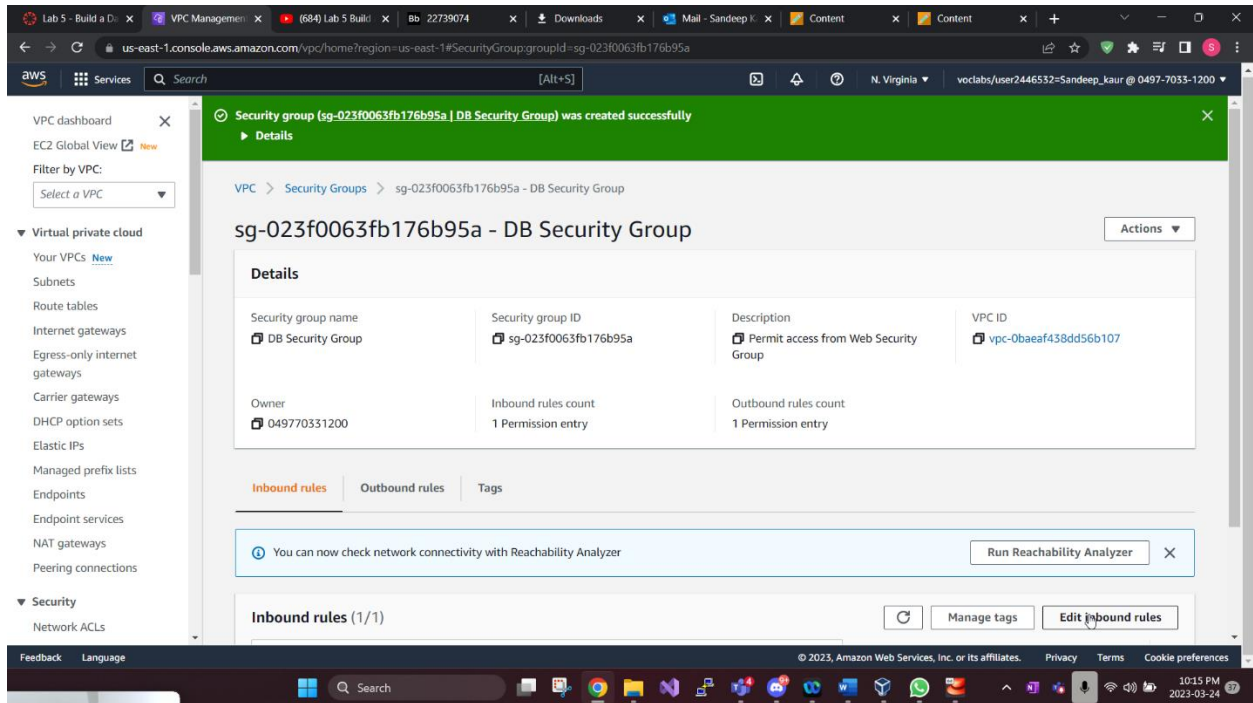 Lab 5 - Build a Da
VPC Managemen
(684) Lab 5 Build
Bb 22739074
Downloads
Mail - Sandeep K
Content
Content
us-east-1.console.aws.amazon.com/vpc/home?region=us-east-1#SecurityGroup:groupId=sg-023f0063fb176b95a
S
aws
Services
Search
[Alt+S]
N. Virginia
voclabs/user2446532=Sandeep_kaur @ 0497-7033-1200
VPC dashboard
EC2 Global View New
Filter by VPC:
Select a VPC
Virtual private cloud
Your VPCs New
Subnets
Route tables
Internet gateways
Egress-only internet
gateways
Carrier gateways
DHCP option sets
Elastic IPs
Managed prefix lists
Endpoints
Endpoint services
NAT gateways
Peering connections
Security
Network ACLs
Security group (sg-023f0063fb176b95a | DB Security Group) was created successfully
Details
VPC > Security Groups > sg-023f0063fb176b95a - DB Security Group
sg-023f0063fb176b95a - DB Security Group
Actions
Details
Security group name
DB Security Group
Security group ID
sg-023f0063fb176b95a
Description
Permit access from Web Security
Group
VPC ID
vpc-0baeaf438dd56b107
Owner
049770331200
Inbound rules count
1 Permission entry
Outbound rules count
1 Permission entry
Inbound rules
Outbound rules
Tags
You can now check network connectivity with Reachability Analyzer
Run Reachability Analyzer
Inbound rules (1/1)
Manage tags
Edit inbound rules
Feedback
Language
© 2023, Amazon Web Services, Inc. or its affiliates.
Privacy
Terms
Cookie preferences
Search
10:15 PM
2023-03-24
37